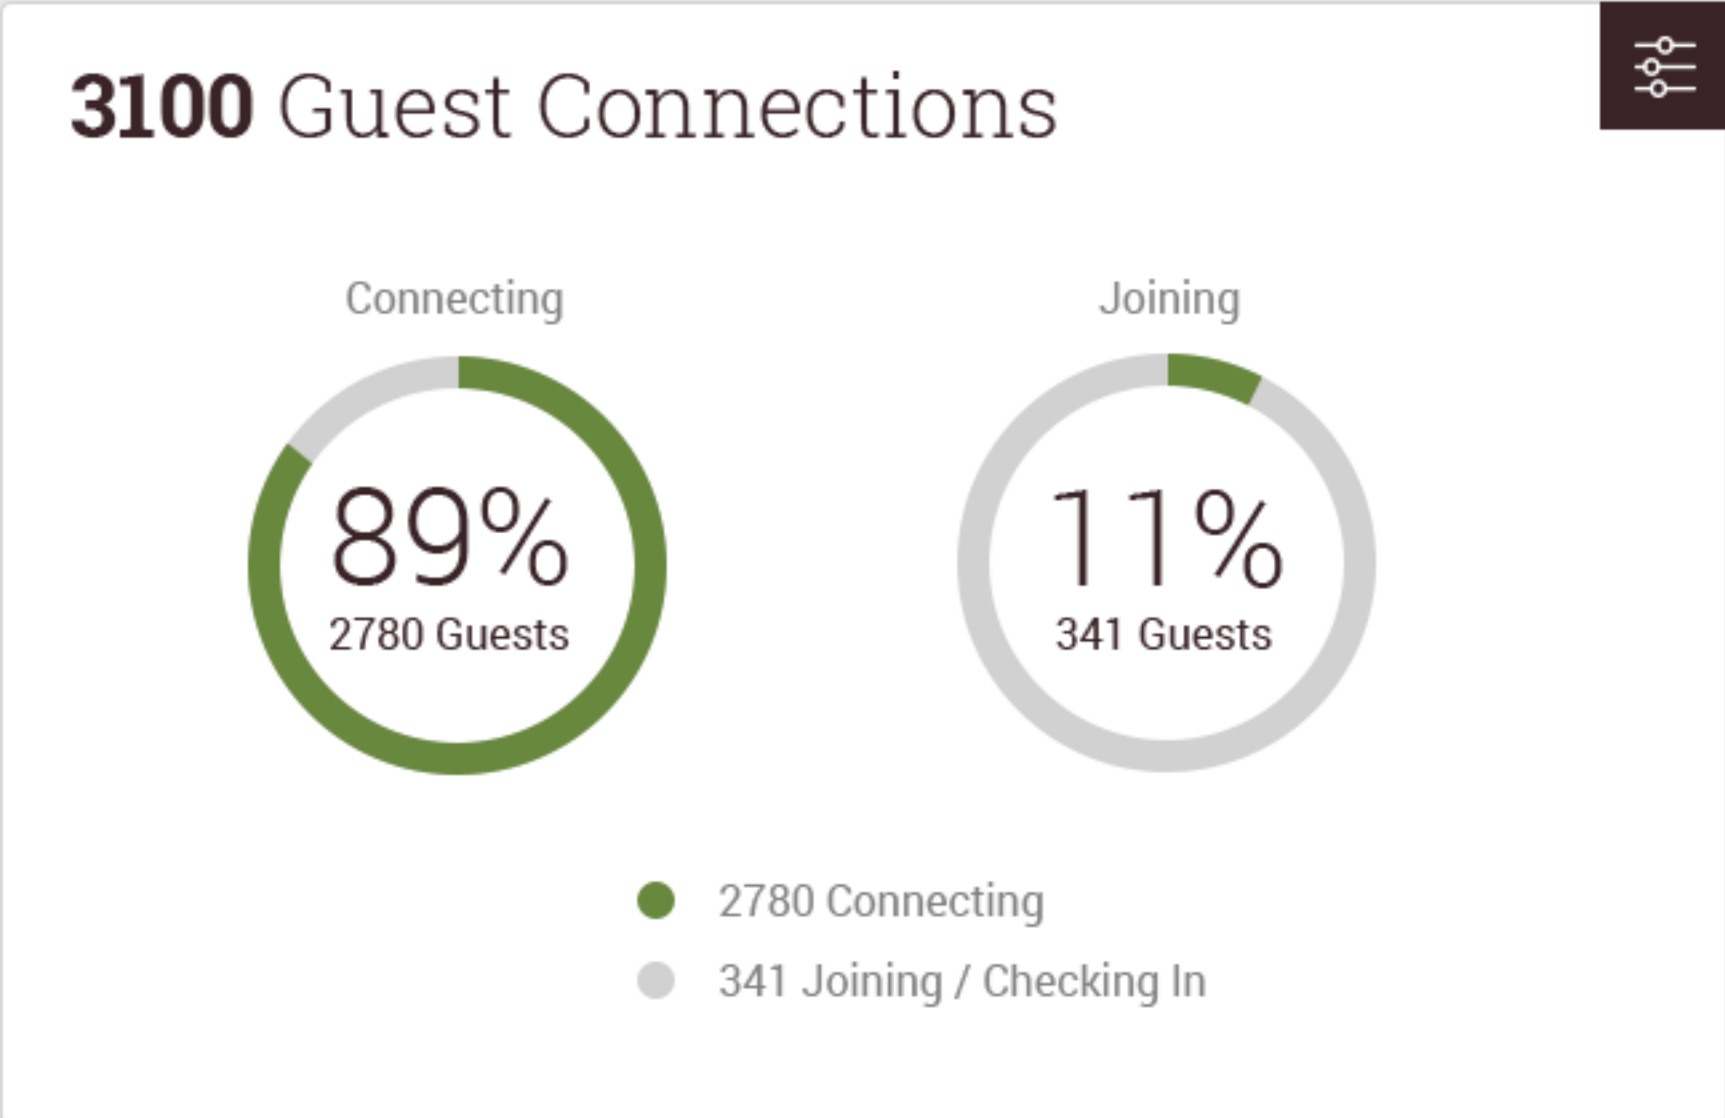 3100 Guest Connections
Connecting
89%
2780 Guests
Joining
11%
341 Guests
2780 Connecting
341 Joining / Checking In